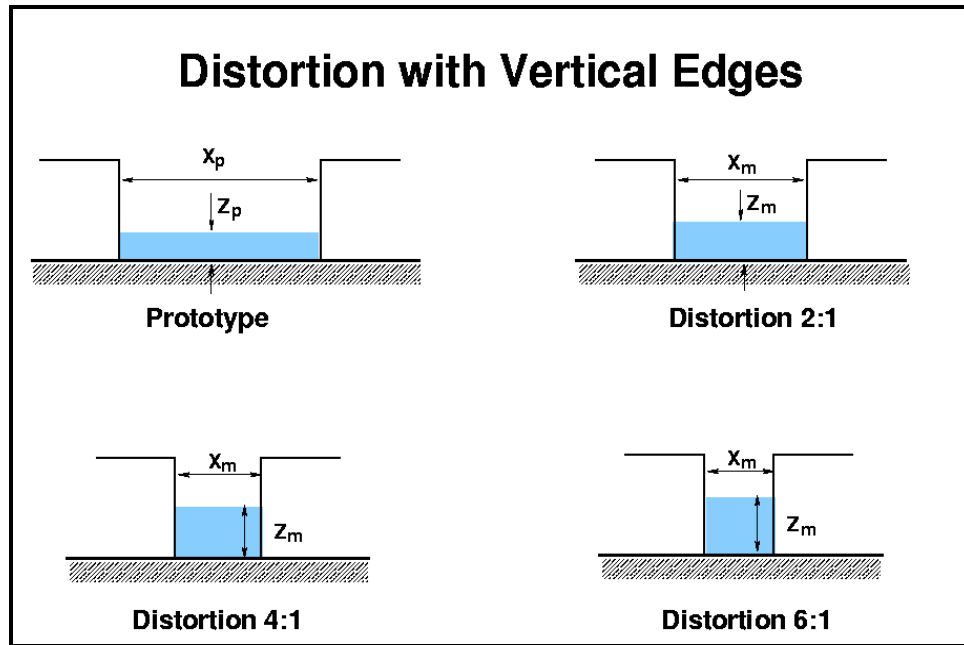 Distortion with Vertical Edges
xp
zp
Prototype
xm
zm
Distortion 2:1
xm
zm
Distortion 4:1
xm
zm
Distortion 6:1